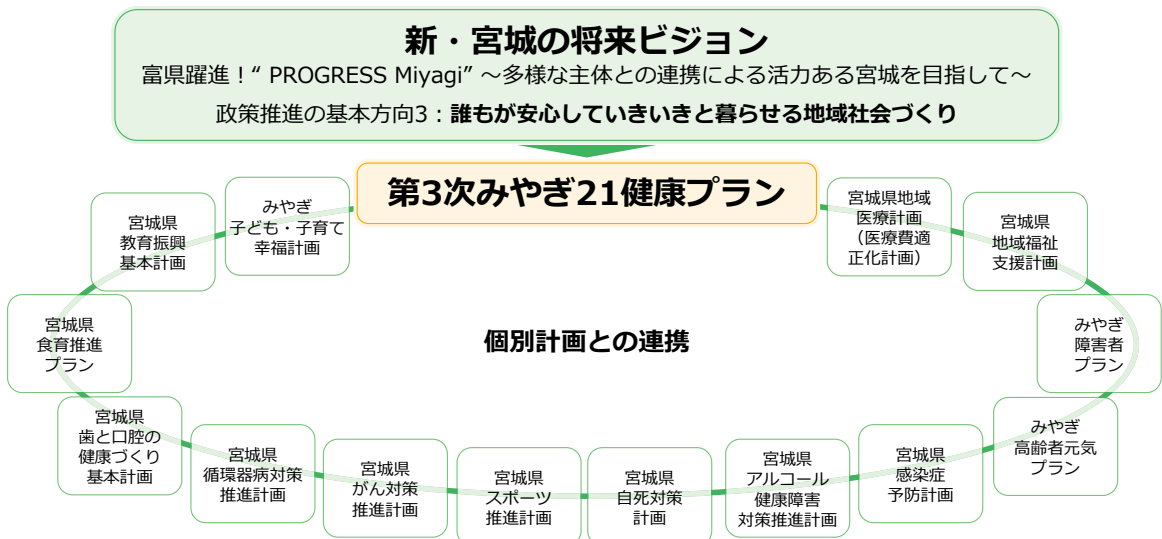 新・宮城の将来ビジョン
富県躍進！“ PROGRESS Miyagi” ～多様な主体との連携による活力ある宮城を目指して～
政策推進の基本方向3：誰もが安心していきいきと暮らせる地域社会づくり
第3次みやぎ21健康プラン
みやぎ
子ども・子育て
幸福計画
宮城県
教育振興
基本計画
宮城県
食育推進
プラン
宮城県
歯と口腔の
健康づくり
基本計画
宮城県
循環器病対策
推進計画
宮城県
がん対策
推進計画
宮城県
スポーツ
推進計画
宮城県
自死対策
計画
宮城県
アルコール
健康障害
対策推進計画
宮城県
感染症
予防計画
みやぎ
高齢者元気
プラン
みやぎ
障害者
プラン
宮城県
地域福祉
支援計画
宮城県地域
医療計画
（医療費適
正化計画）
個別計画との連携